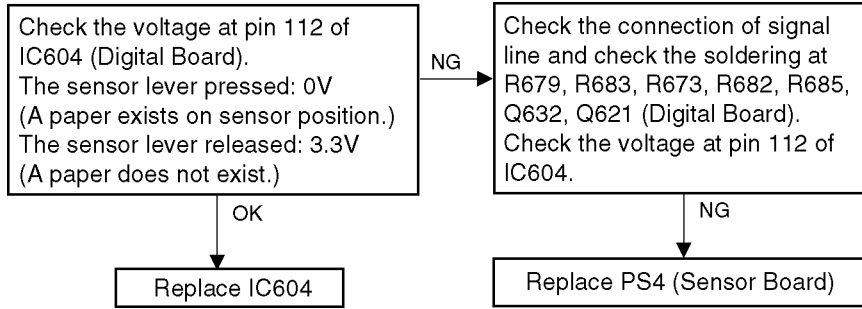 Check the voltage at pin 112 of
IC604 (Digital Board).
The sensor lever pressed: 0V
(A paper exists on sensor position.)
The sensor lever released: 3.3V
(A paper does not exist.)
NG
Check the connection of signal
line and check the soldering at
R679, R683, R673, R682, R685,
Q632, Q621 (Digital Board).
Check the voltage at pin 112 of
IC604.
OK
NG
Replace IC604
Replace PS4 (Sensor Board)